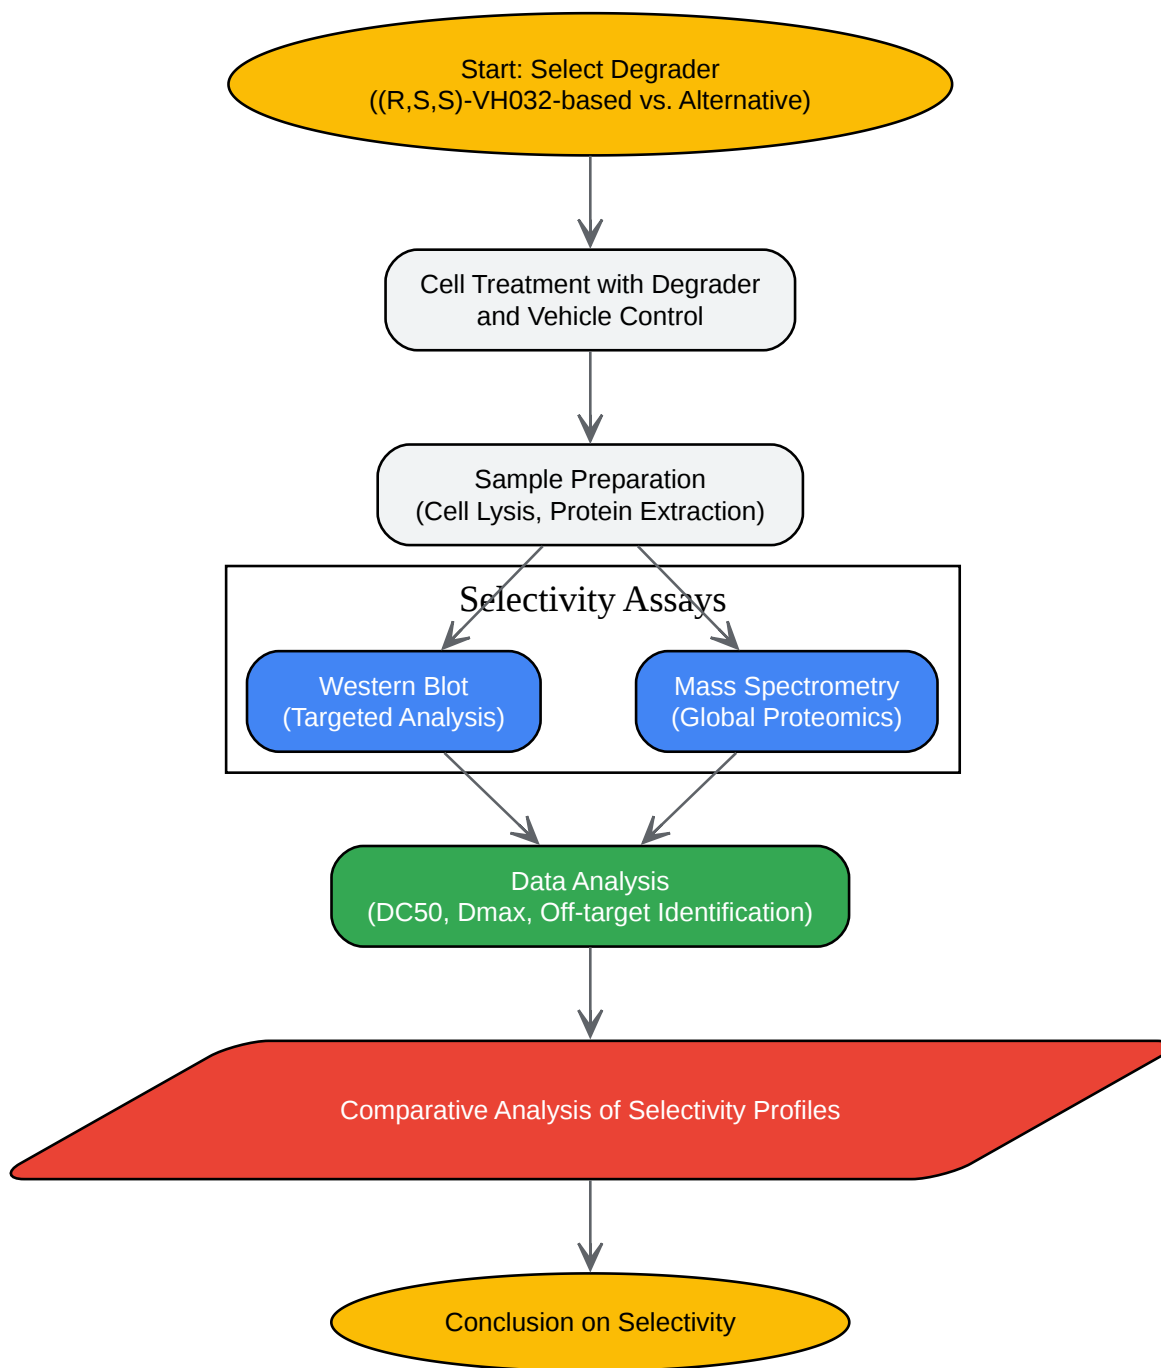 Start: Select Degrader
((R,S,S)-VH032-based vs. Alternative)
Cell Treatment with Degrader
and Vehicle Control
Sample Preparation
(Cell Lysis, Protein Extraction)
Selectivity Assays
Western Blot
(Targeted Analysis)
Mass Spectrometry
(Global Proteomics)
Data Analysis
(DC50, Dmax, Off-target Identification)
Comparative Analysis of Selectivity Profiles
Conclusion on Selectivity